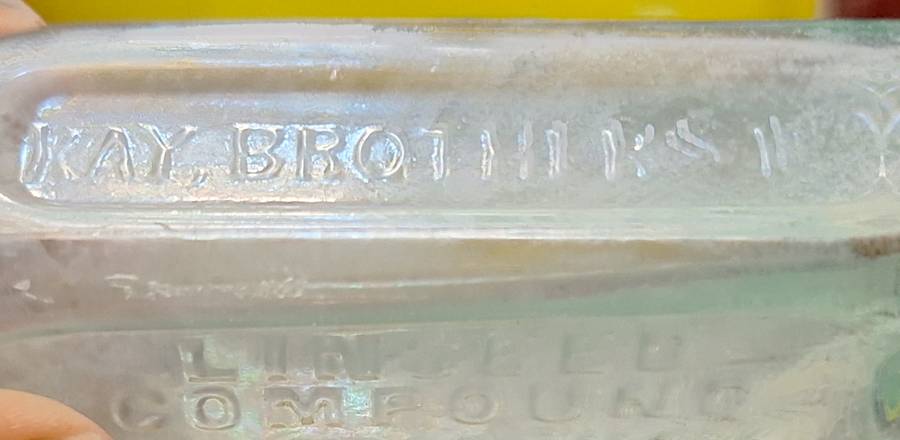 KAY, BROTHERS
LINSEED
COMPOUND